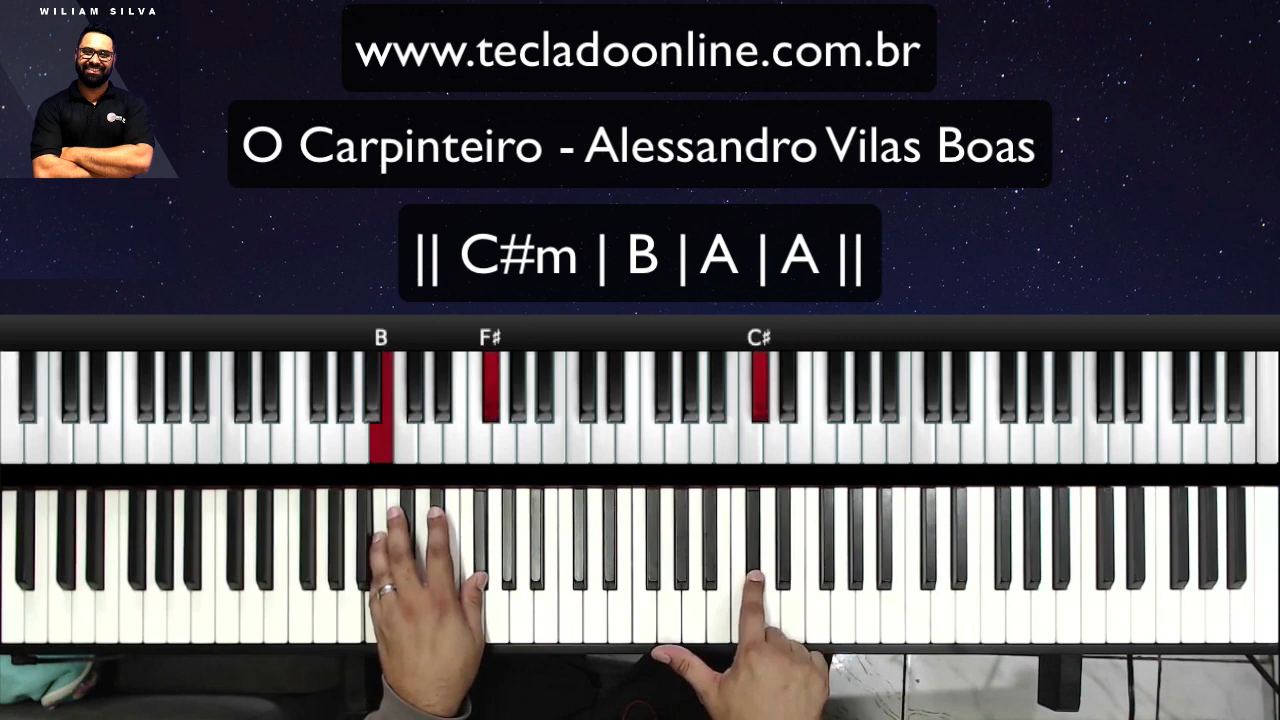 WILIAM SILVA
www.tecladoonline.com.br
O Carpinteiro - Alessandro Vilas Boas
|| C#m | B | A | A ||
B F♯ C♯